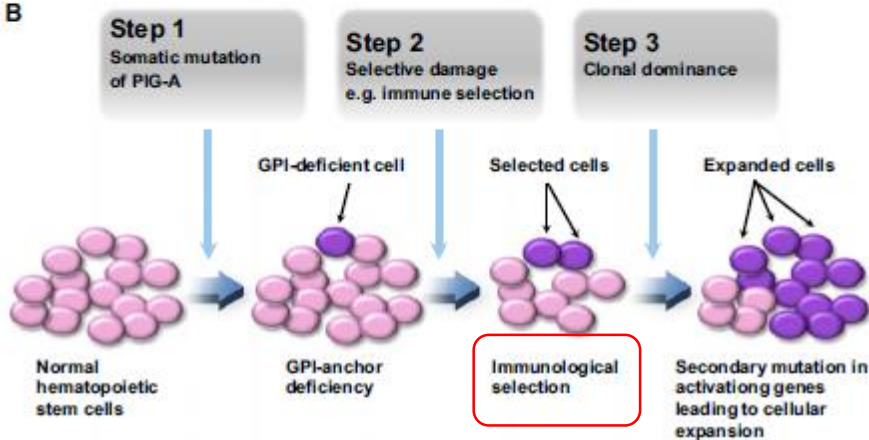 B
Step 1
Somatic mutation
of PIG-A
Step 2
Selective damage
e.g. immune selection
Step 3
Clonal dominance
GPI-deficient cell
Selected cells
Expanded cells
Normal
hematopoietic
stem cells
GPI-anchor
deficiency
Immunological
selection
Secondary mutation in
activationg genes
leading to cellular
expansion